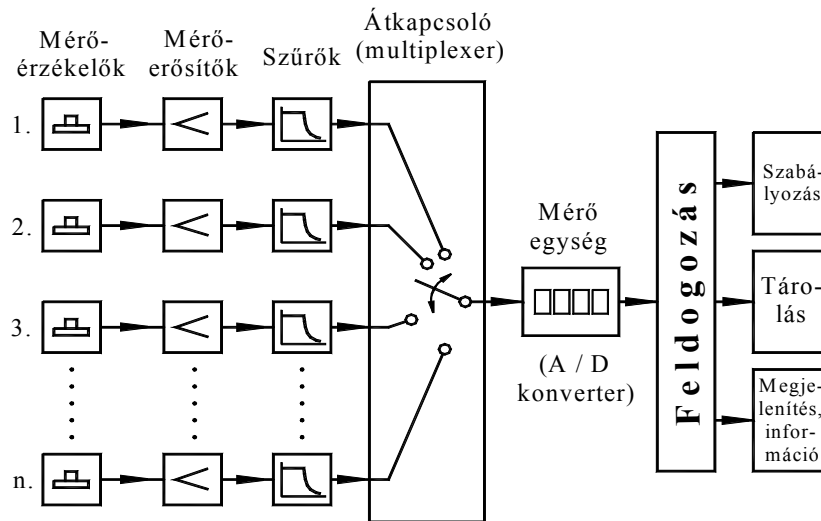 Mérő-
érzékelők
Mérő-
erősítők
Szűrők
Átkapcsoló
(multiplexer)
1.
2.
3.
n.
Mérő
egység
(A / D
konverter)
Feldogozás
Szabá-
lyozás
Táro-
lás
Megje-
lenítés,
infor-
máció